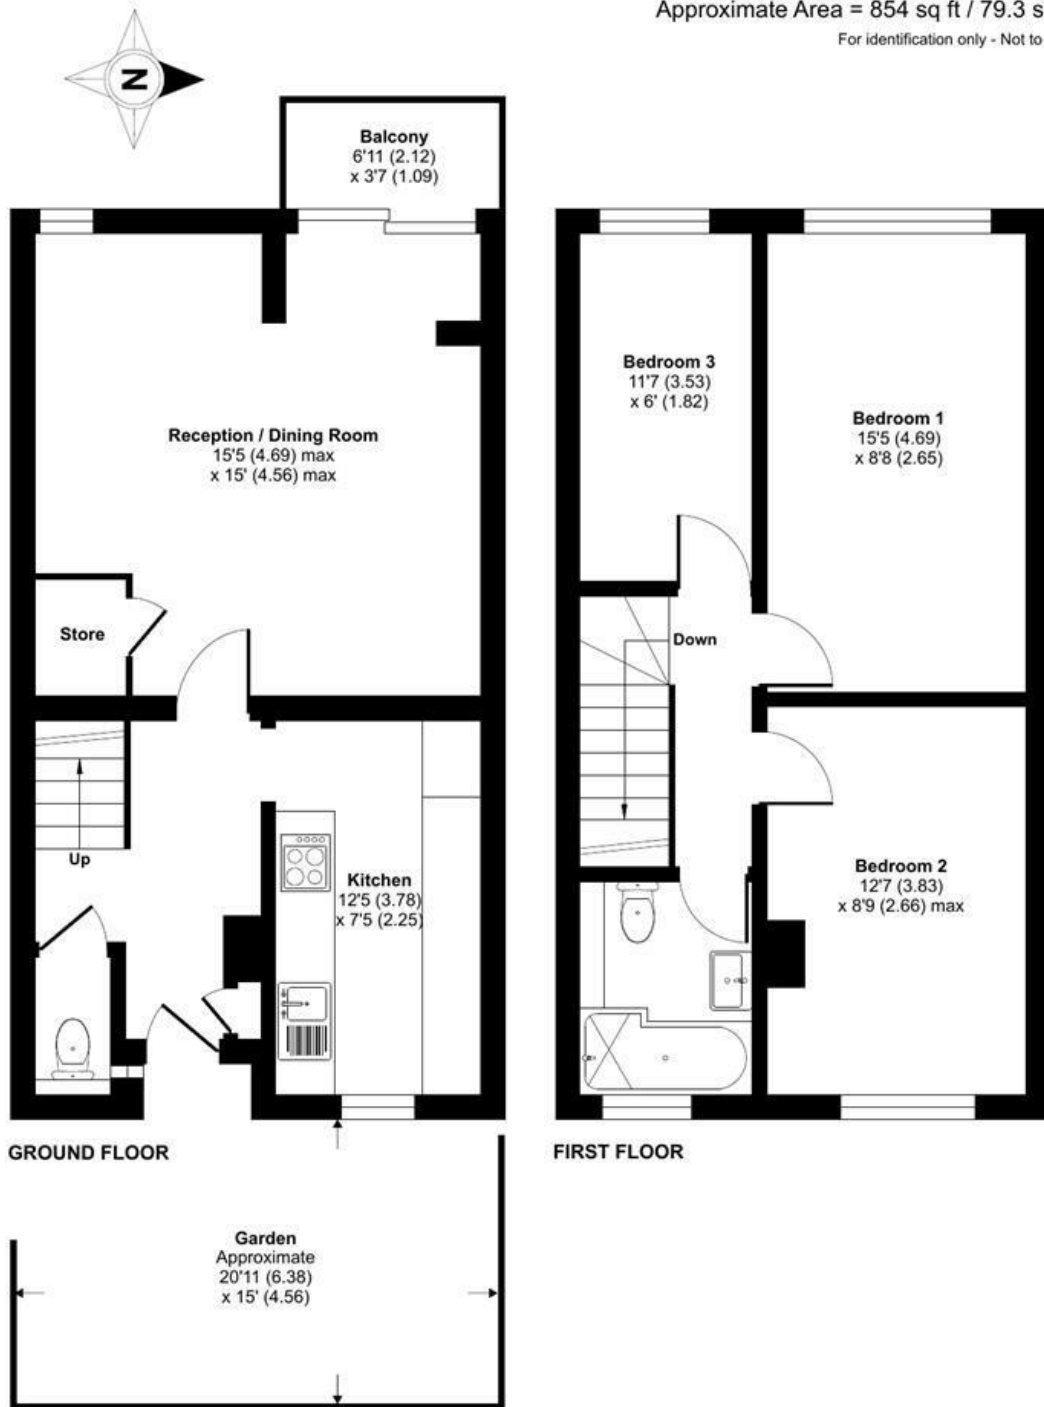 Approximate Area = 854 sq ft / 79.3 s
For identification only - Not to
N
Balcony
6'11 (2.12)
x 3'7 (1.09)
Reception / Dining Room
15'5 (4.69) max
x 15' (4.56) max
Store
Up
Kitchen
12'5 (3.78)
x 7'5 (2.25)
GROUND FLOOR
Garden
Approximate
20'11 (6.38)
x 15' (4.56)
Bedroom 3
11'7 (3.53)
x 6' (1.82)
Bedroom 1
15'5 (4.69)
x 8'8 (2.65)
Down
Bedroom 2
12'7 (3.83)
x 8'9 (2.66) max
FIRST FLOOR